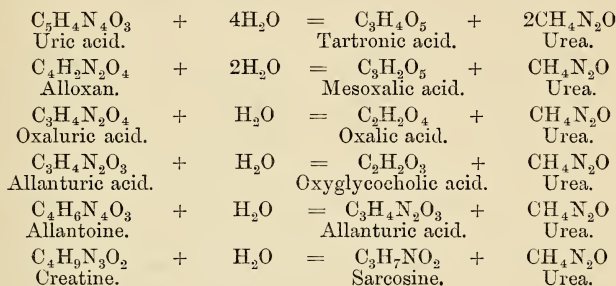 C₅H₄N₄O₃ + 4H₂O = C₃H₄O₅ + 2CH₄N₂O
Uric acid. Tartronic acid. Urea.
C₄H₂N₂O₄ + 2H₂O = C₃H₂O₅ + CH₄N₂O
Alloxan. Mesoxalic acid. Urea.
C₃H₄N₂O₄ + H₂O = C₂H₂O₄ + CH₄N₂O
Oxaluric acid. Oxalic acid. Urea.
C₃H₄N₂O₃ + H₂O = C₂H₂O₃ + CH₄N₂O
Allanturic acid. Oxyglycocholic acid. Urea.
C₄H₆N₄O₃ + H₂O = C₃H₄N₂O₃ + CH₄N₂O
Allantoine. Allanturic acid. Urea.
C₄H₉N₃O₂ + H₂O = C₃H₇NO₂ + CH₄N₂O
Creatine. Sarcosine. Urea.